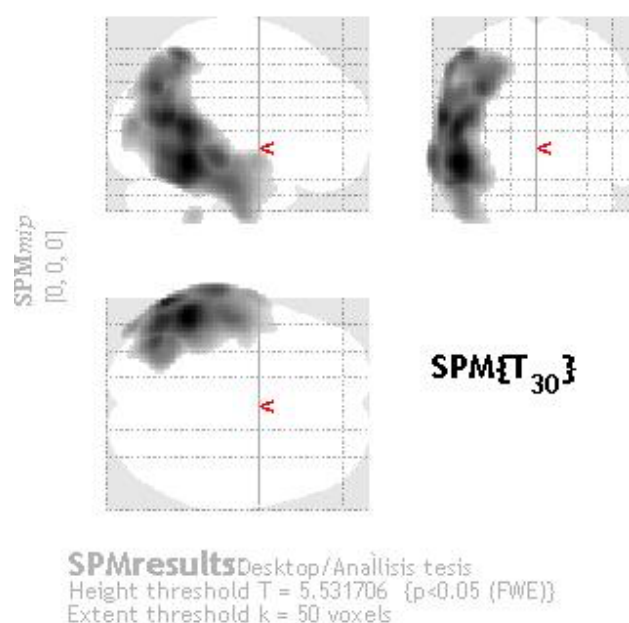 SPMmip
[0, 0, 0]
<
<
<
SPM{T30}
SPMresults Desktop/Anallisis tesis
Height threshold T = 5.531706 {p<0.05 (FWE)}
Extent threshold k = 50 voxels